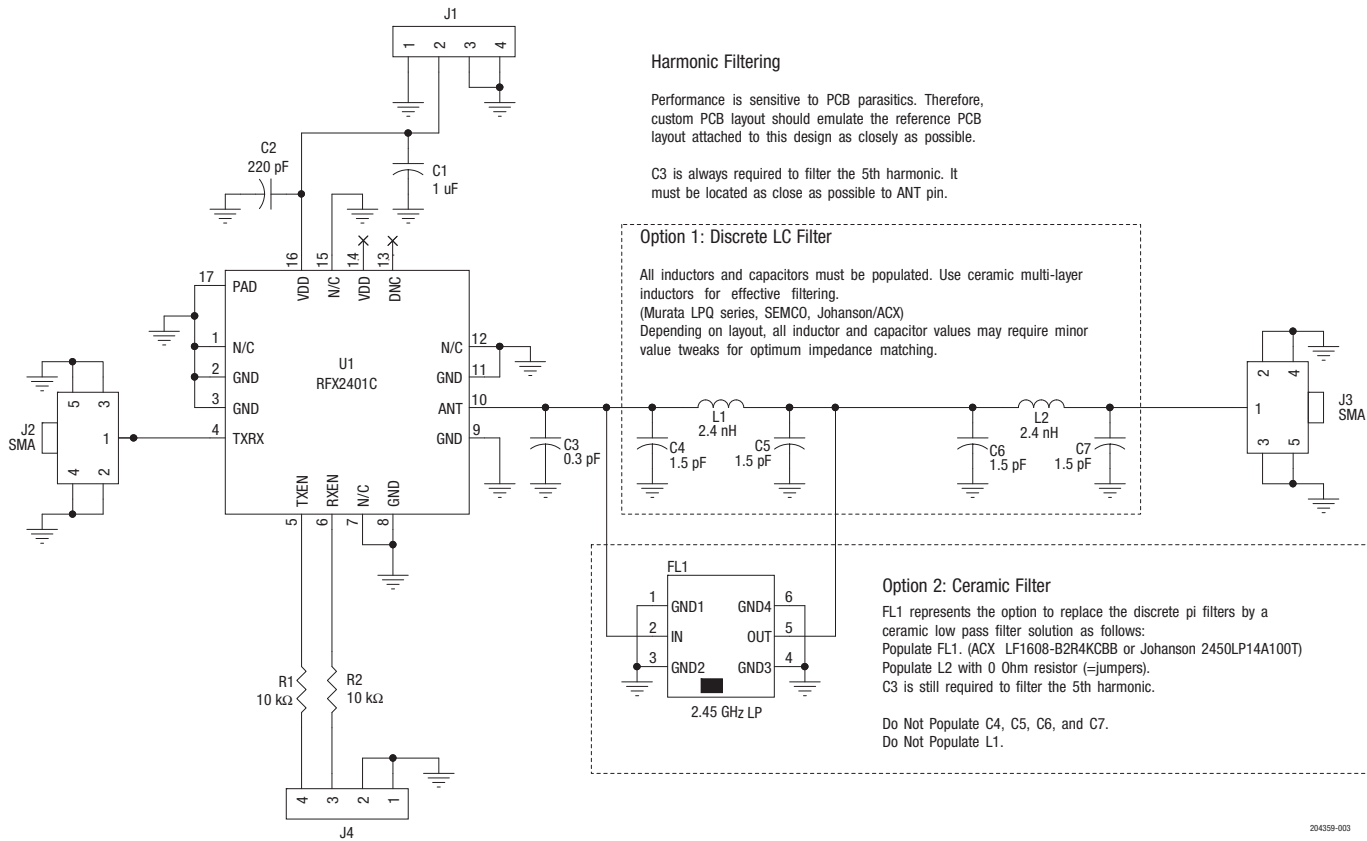 J1
1 2 3 4
Harmonic Filtering
Performance is sensitive to PCB parasitics. Therefore,
custom PCB layout should emulate the reference PCB
layout attached to this design as closely as possible.
C3 is always required to filter the 5th harmonic. It
must be located as close as possible to ANT pin.
C2
220 pF
C1
1 uF
Option 1: Discrete LC Filter
All inductors and capacitors must be populated. Use ceramic multi-layer
inductors for effective filtering.
(Murata LPQ series, SEMCO, Johanson/ACX)
Depending on layout, all inductor and capacitor values may require minor
value tweaks for optimum impedance matching.
16 15 14 13
VDD N/C VDD DNC
17 PAD
1 N/C
2 GND
3 GND
4 TXRX
U1
RFX2401C
N/C 12
GND 11
ANT 10
GND 9
TXEN RXEN N/C GND
5 6 7 8
J2
SMA
5 3
1
4 2
C3
0.3 pF
C4
1.5 pF
L1
2.4 nH
C5
1.5 pF
C6
1.5 pF
L2
2.4 nH
C7
1.5 pF
2 4
1
3 5
J3
SMA
R1
10 kΩ
R2
10 kΩ
4 3 2 1
J4
FL1
1 GND1
2 IN
3 GND2
GND4 6
OUT 5
GND3 4
2.45 GHz LP
Option 2: Ceramic Filter
FL1 represents the option to replace the discrete pi filters by a
ceramic low pass filter solution as follows:
Populate FL1. (ACX LF1608-B2R4KCBB or Johanson 2450LP14A100T)
Populate L2 with 0 Ohm resistor (=jumpers).
C3 is still required to filter the 5th harmonic.
Do Not Populate C4, C5, C6, and C7.
Do Not Populate L1.
204359-003